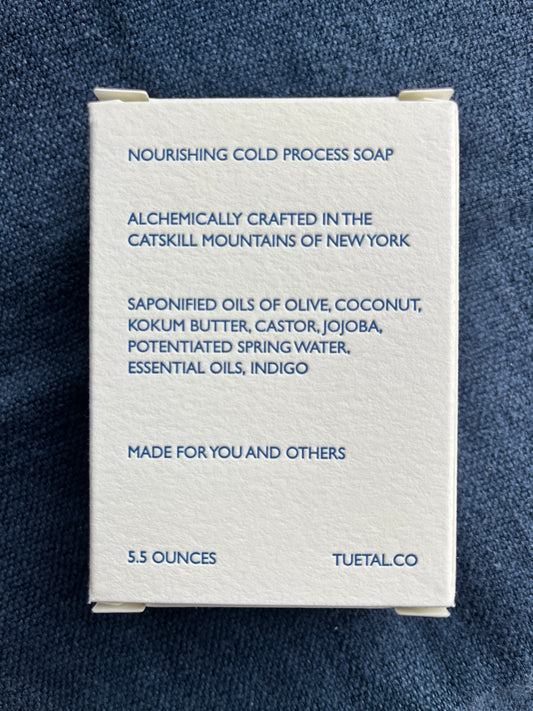 NOURISHING COLD PROCESS SOAP
ALCHEMICALLY CRAFTED IN THE
CATSKILL MOUNTAINS OF NEW YORK
SAPONIFIED OILS OF OLIVE, COCONUT,
KOKUM BUTTER, CASTOR, JOJOBA,
POTENTIATED SPRING WATER,
ESSENTIAL OILS, INDIGO
MADE FOR YOU AND OTHERS
5.5 OUNCES TUETAL.CO